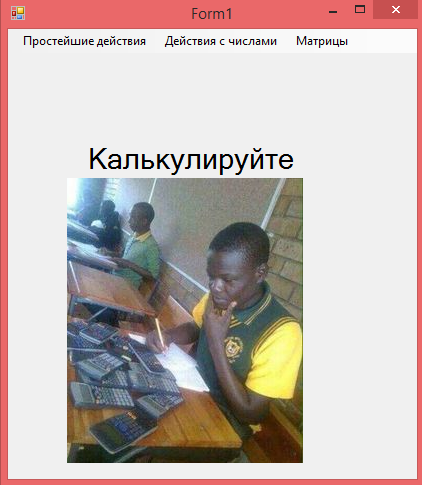 Form1
Простейшие действия Действия с числами Матрицы
Калькулируйте